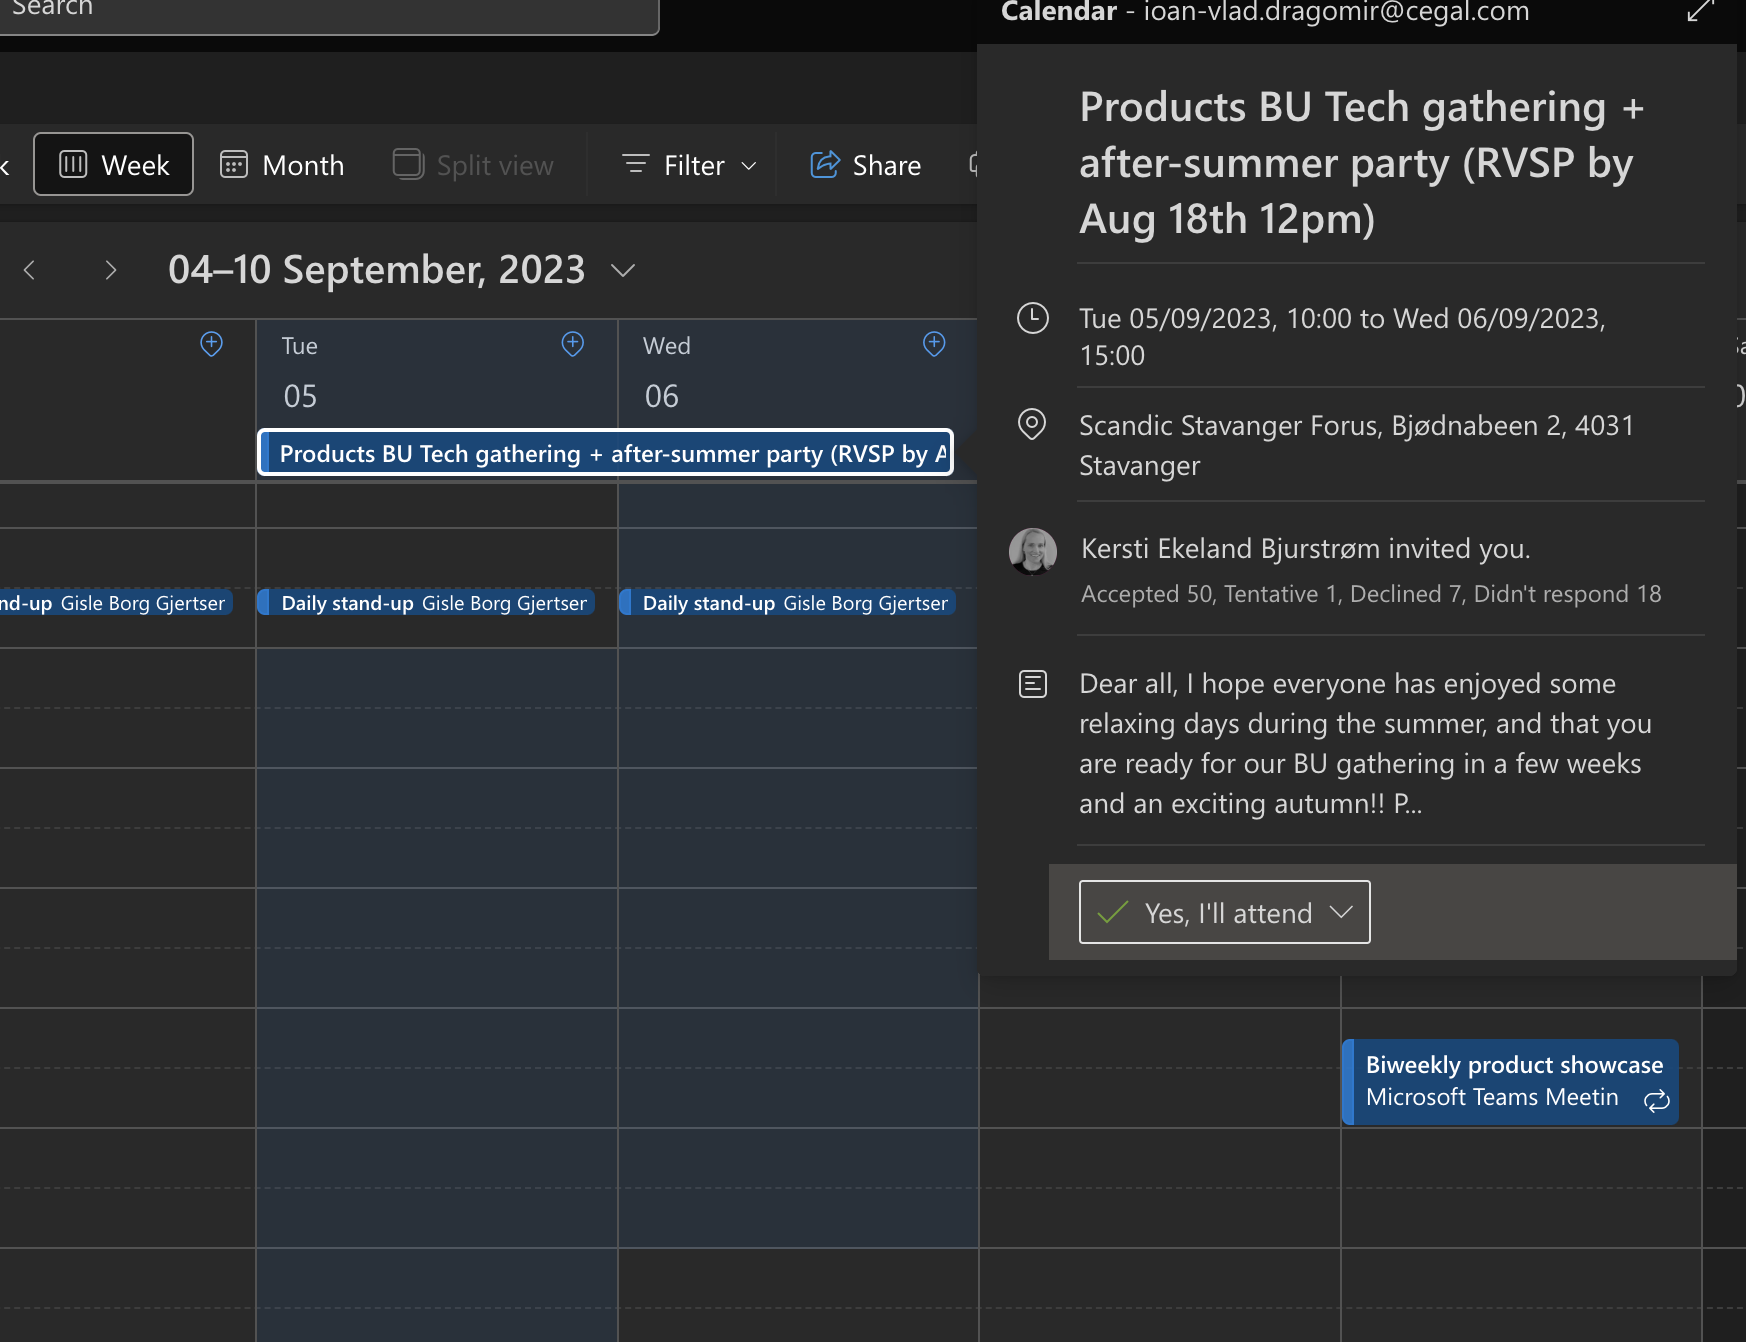 Search
Calendar - ioan-vlad.dragomir@cegal.com
Week
Month
Split view
Filter
Share
04–10 September, 2023
Tue
05
Wed
06
Products BU Tech gathering + after-summer party (RVSP by A
nd-up Gisle Borg Gjertser
Daily stand-up Gisle Borg Gjertser
Daily stand-up Gisle Borg Gjertser
Products BU Tech gathering +
after-summer party (RVSP by
Aug 18th 12pm)
Tue 05/09/2023, 10:00 to Wed 06/09/2023,
15:00
Scandic Stavanger Forus, Bjødnabeen 2, 4031
Stavanger
Kersti Ekeland Bjurstrøm invited you.
Accepted 50, Tentative 1, Declined 7, Didn't respond 18
Dear all, I hope everyone has enjoyed some
relaxing days during the summer, and that you
are ready for our BU gathering in a few weeks
and an exciting autumn!! P...
Yes, I'll attend
Biweekly product showcase
Microsoft Teams Meetin